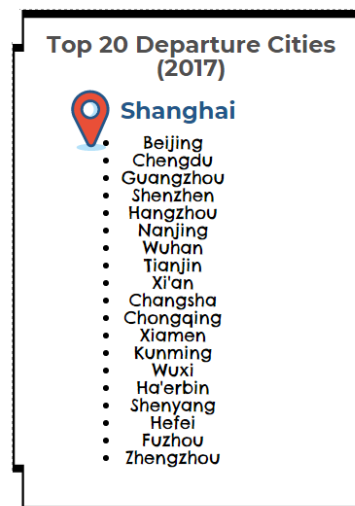 Top 20 Departure Cities
(2017)
Shanghai
Beijing
Chengdu
Guangzhou
Shenzhen
Hangzhou
Nanjing
Wuhan
Tianjin
Xi'an
Changsha
Chongqing
Xiamen
Kunming
Wuxi
Ha'erbin
Shenyang
Hefei
Fuzhou
Zhengzhou